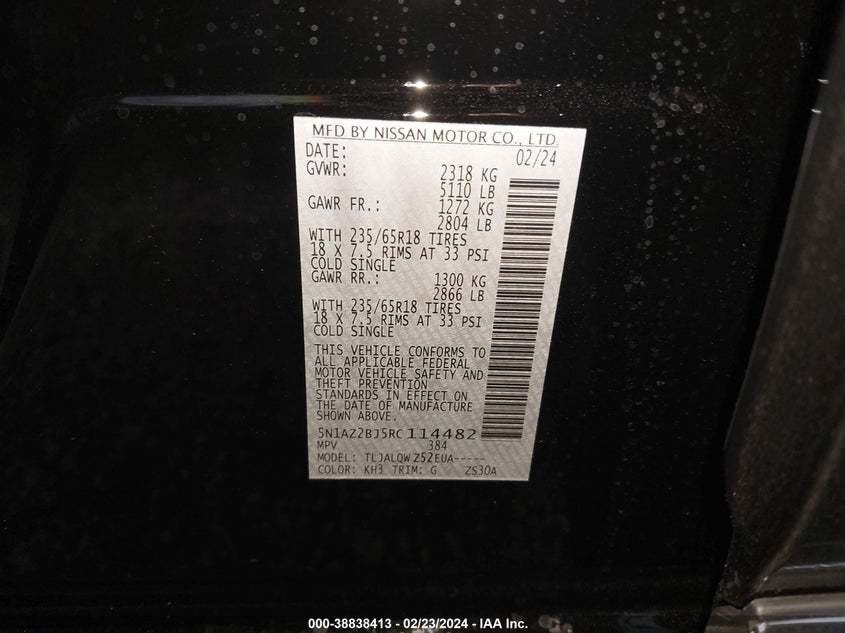 MFD BY NISSAN MOTOR CO., LTD.
DATE: 02/24
GVWR: 2318 KG
5110 LB
GAWR FR.: 1272 KG
2804 LB
WITH 235/65R18 TIRES
18 X 7.5 RIMS AT 33 PSI
COLD SINGLE
GAWR RR.: 1300 KG
2866 LB
WITH 235/65R18 TIRES
18 X 7.5 RIMS AT 33 PSI
COLD SINGLE
THIS VEHICLE CONFORMS TO
ALL APPLICABLE FEDERAL
MOTOR VEHICLE SAFETY AND
THEFT PREVENTION
STANDARDS IN EFFECT ON
THE DATE OF MANUFACTURE
SHOWN ABOVE.
5N1AZ2BJ5RC114482
MPV 384
MODEL: TLJALQWZ52EUA-----
COLOR: KH3 TRIM: G ZS30A
000-38838413 - 02/23/2024 - IAA Inc.